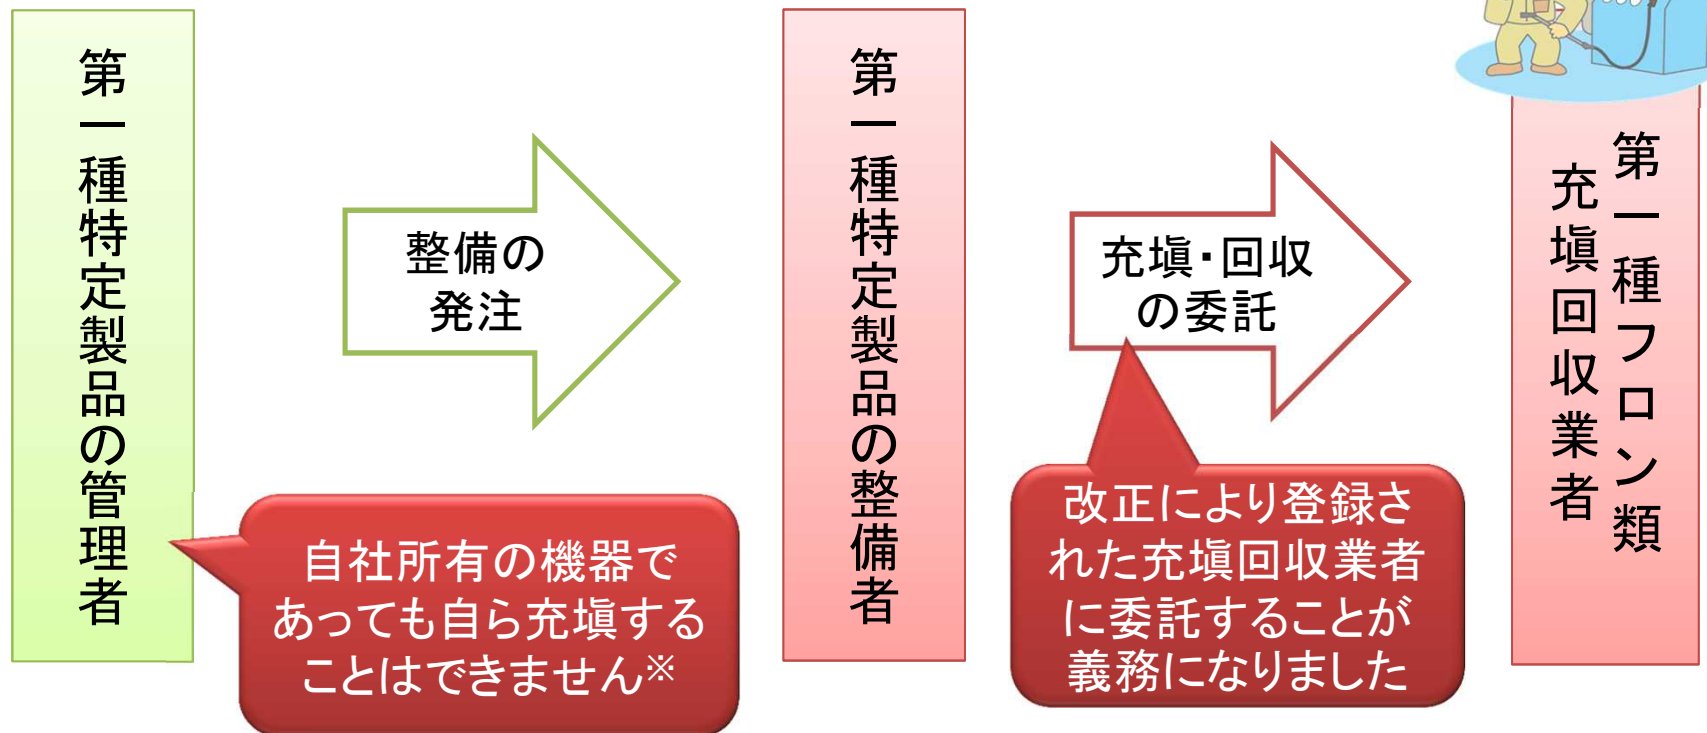 第一種特定製品の管理者
整備の
発注
自社所有の機器で
あっても自ら充塡する
ことはできません※
第一種特定製品の整備者
充塡・回収
の委託
改正により登録さ
れた充塡回収業者
に委託することが
義務になりました
第一種フロン類
充塡回収業者